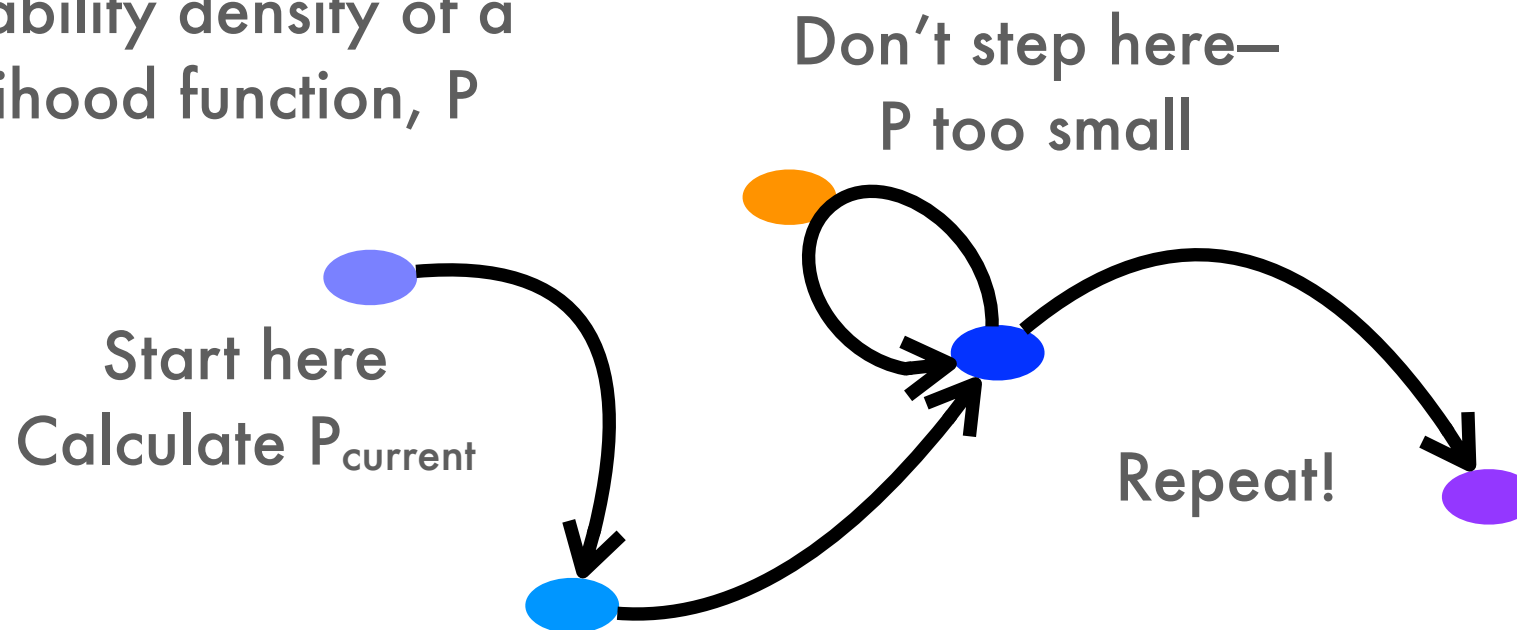 ability density of a
ihood function, P
Don't step here—
P too small
Start here
Calculate Pcurrent
Repeat!